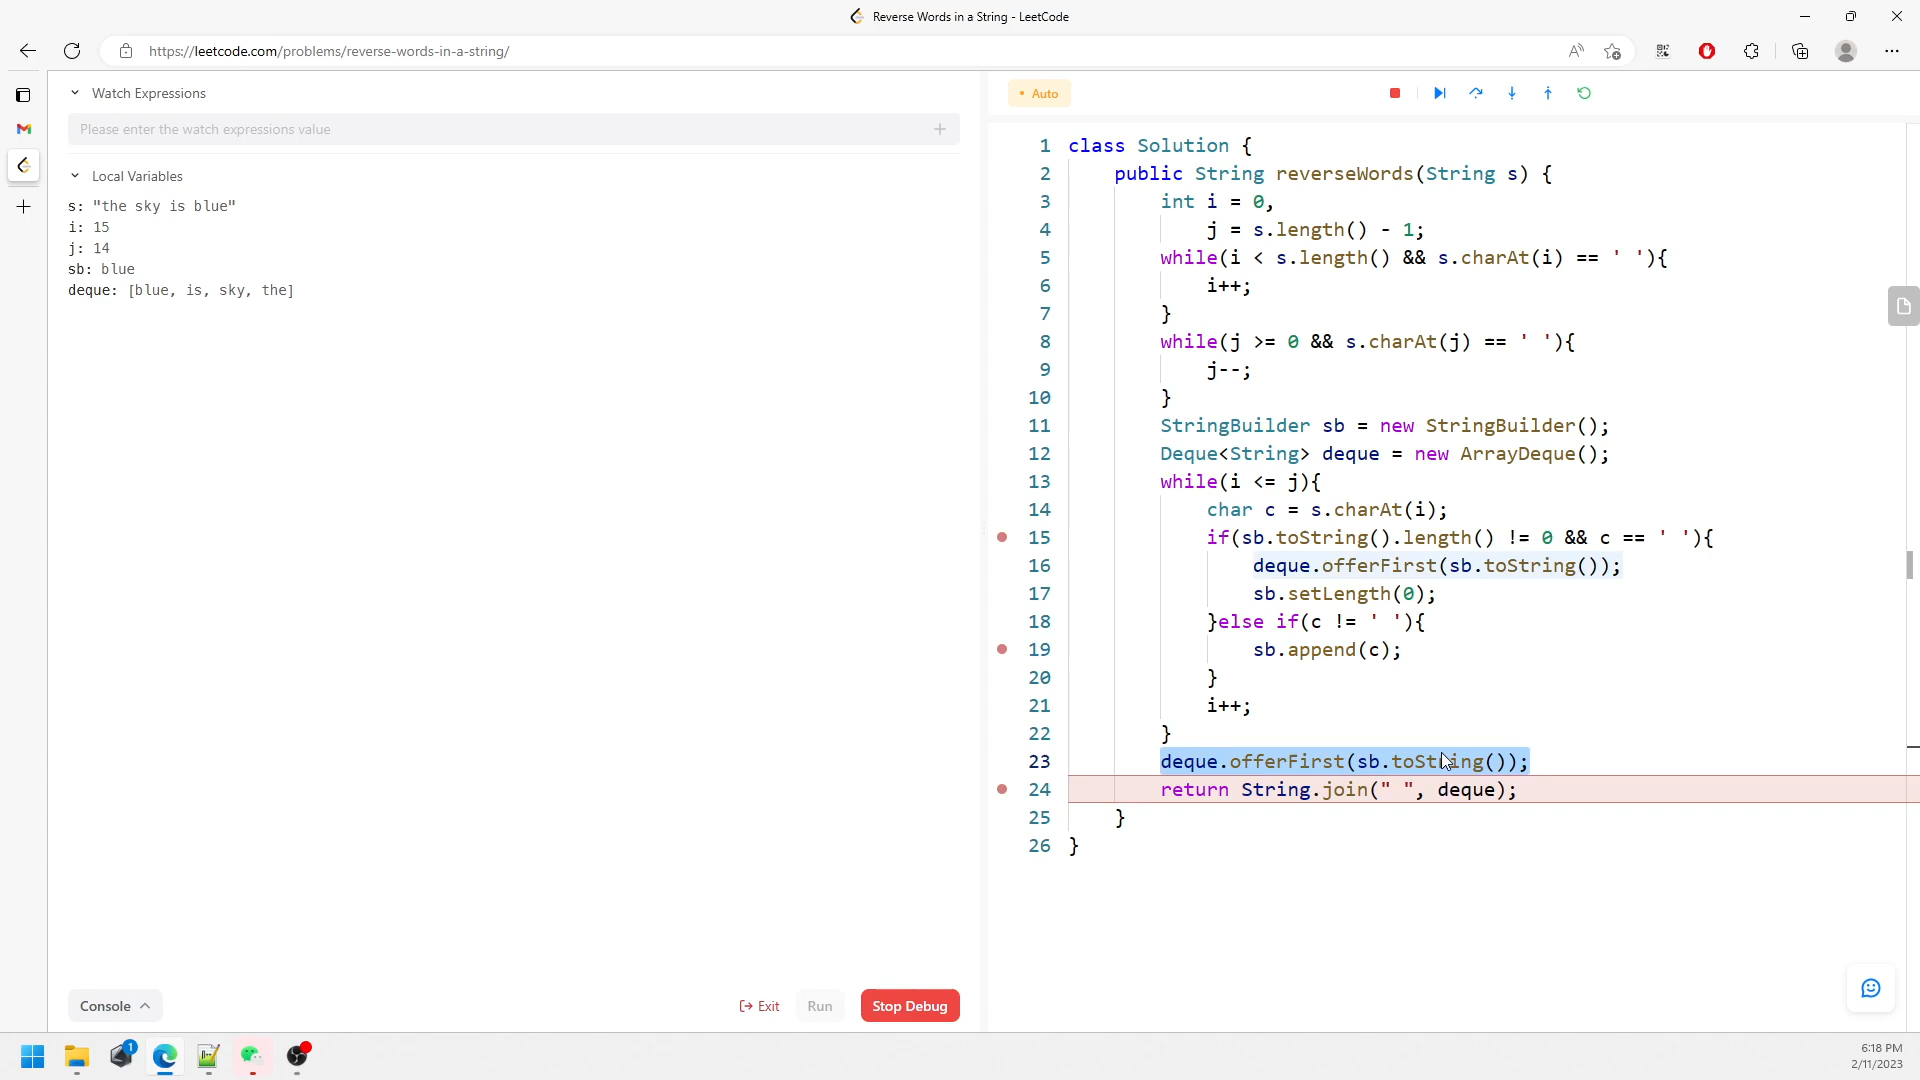 Reverse Words in a String - LeetCode
https://leetcode.com/problems/reverse-words-in-a-string/
Watch Expressions
Please enter the watch expressions value
Local Variables
s: "the sky is blue"
i: 15
j: 14
sb: blue
deque: [blue, is, sky, the]
Console
Exit
Run
Stop Debug
• Auto
1 class Solution {
2 public String reverseWords(String s) {
3 int i = 0,
4 j = s.length() - 1;
5 while(i < s.length() && s.charAt(i) == ' '){
6 i++;
7 }
8 while(j >= 0 && s.charAt(j) == ' '){
9 j--;
10 }
11 StringBuilder sb = new StringBuilder();
12 Deque<String> deque = new ArrayDeque();
13 while(i <= j){
14 char c = s.charAt(i);
15 if(sb.toString().length() != 0 && c == ' '){
16 deque.offerFirst(sb.toString());
17 sb.setLength(0);
18 }else if(c != ' '){
19 sb.append(c);
20 }
21 i++;
22 }
23 deque.offerFirst(sb.toString());
24 return String.join(" ", deque);
25 }
26 }
1
6:18 PM
2/11/2023